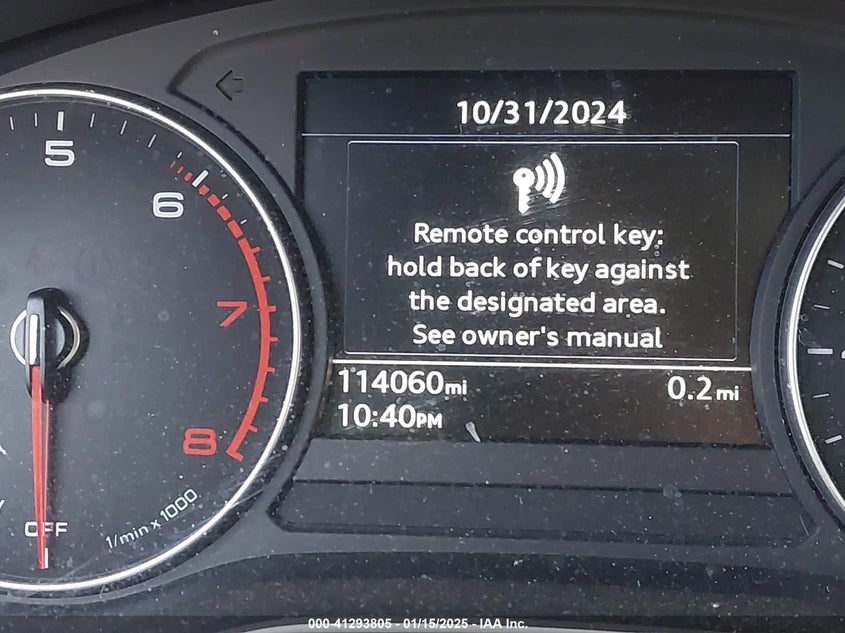 10/31/2024
Remote control key:
hold back of key against
the designated area.
See owner's manual
114060mi
0.2mi
10:40PM
5
6
7
8
OFF
1/min x 1000
000-41293805 - 01/15/2025 - IAA Inc.